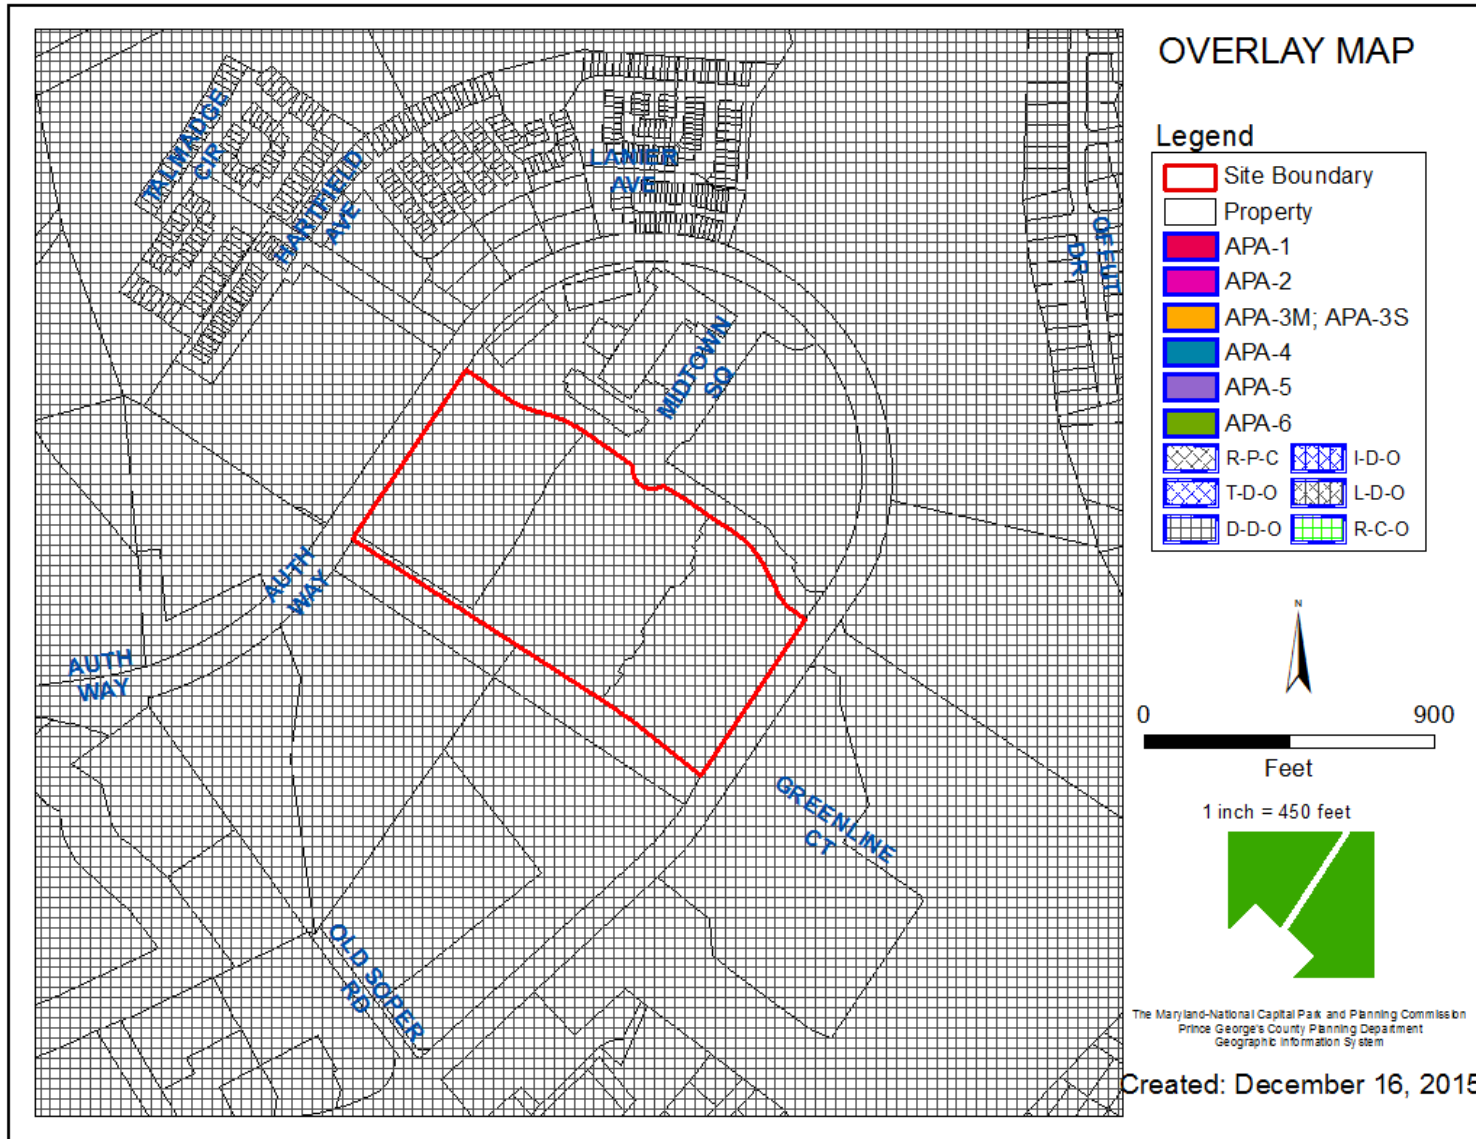 OVERLAY MAP
Legend
Site Boundary
Property
APA-1
APA-2
APA-3M; APA-3S
APA-4
APA-5
APA-6
R-P-C
I-D-O
T-D-O
L-D-O
D-D-O
R-C-O
N
0
900
Feet
1 inch = 450 feet
The Maryland-National Capital Park and Planning Commission
Prince George's County Planning Department
Geographic Information System
Created: December 16, 2015
TALMADGE
CIR
HARTFIELD
AVE
LANIER
AVE
OFFUT
DR
MIDTOWN
SQ
AUTH
WAY
AUTH
WAY
GREENLINE
CT
OLD SOPER
RD